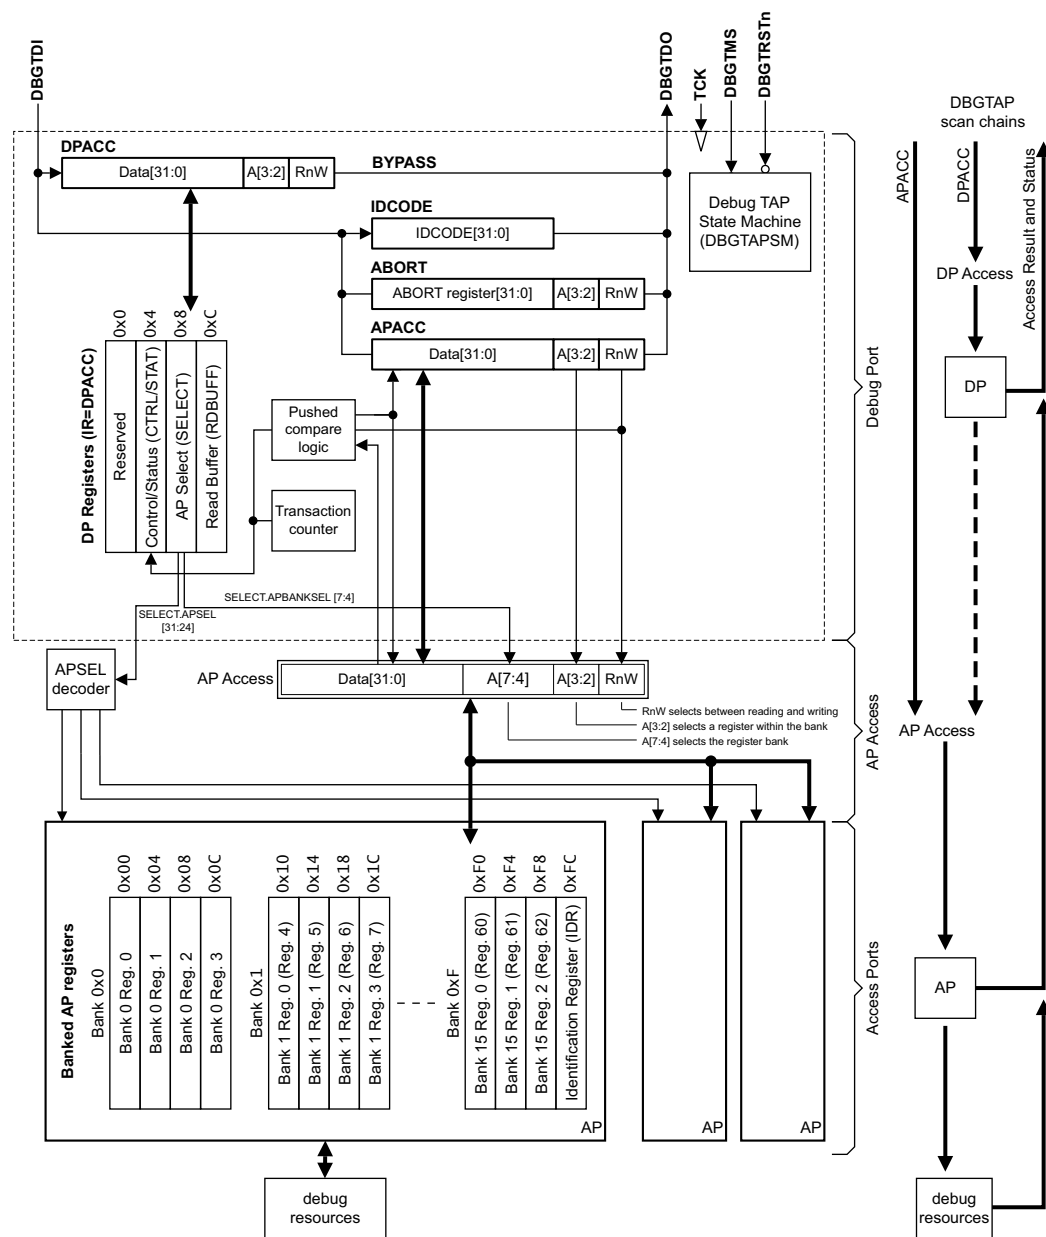 DBGTDI
DBGTDO
TCK
DBGTMS
DBGTRSTn
DBGTAP
scan chains
DPACC
Data[31:0]
A[3:2]
RnW
BYPASS
IDCODE
IDCODE[31:0]
ABORT
ABORT register[31:0]
A[3:2]
RnW
APACC
Data[31:0]
A[3:2]
RnW
Debug TAP
State Machine
(DBGTAPSM)
DP Registers (IR=DPACC)
0x0
0x4
0x8
0xC
Reserved
Control/Status (CTRL/STAT)
AP Select (SELECT)
Read Buffer (RDBUFF)
Pushed
compare
logic
Transaction
counter
SELECT.APBANKSEL [7:4]
SELECT.APSEL
[31:24]
Debug Port
APSEL
decoder
AP Access
Data[31:0]
A[7:4]
A[3:2]
RnW
RnW selects between reading and writing
A[3:2] selects a register within the bank
A[7:4] selects the register bank
AP Access
Banked AP registers
Bank 0x0
0x00
0x04
0x08
0x0C
Bank 0 Reg. 0
Bank 0 Reg. 1
Bank 0 Reg. 2
Bank 0 Reg. 3
Bank 0x1
0x10
0x14
0x18
0x1C
Bank 1 Reg. 0 (Reg. 4)
Bank 1 Reg. 1 (Reg. 5)
Bank 1 Reg. 2 (Reg. 6)
Bank 1 Reg. 3 (Reg. 7)
Bank 0xF
0xF0
0xF4
0xF8
0xFC
Bank 15 Reg. 0 (Reg. 60)
Bank 15 Reg. 1 (Reg. 61)
Bank 15 Reg. 2 (Reg. 62)
Identification Register (IDR)
AP
AP
AP
Access Ports
debug
resources
APACC
DPACC
Access Result and Status
DP Access
DP
AP Access
AP
debug
resources